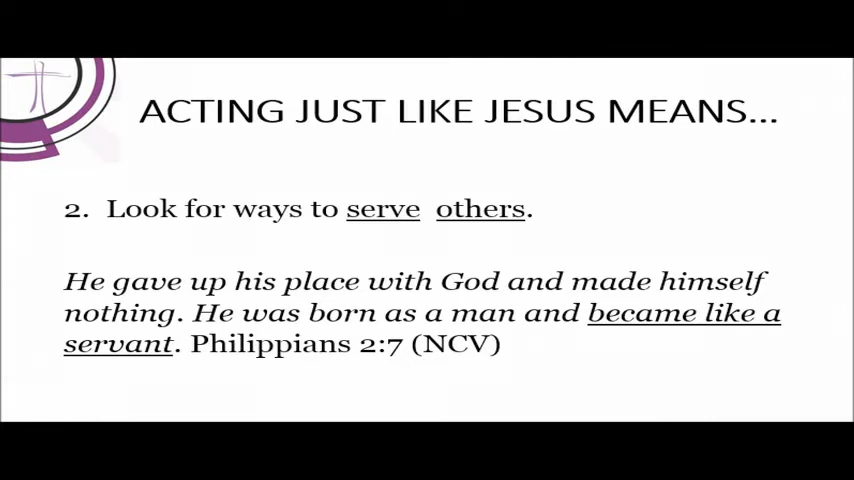 ACTING JUST LIKE JESUS MEANS...
2. Look for ways to serve others.
He gave up his place with God and made himself
nothing. He was born as a man and became like a
servant. Philippians 2:7 (NCV)